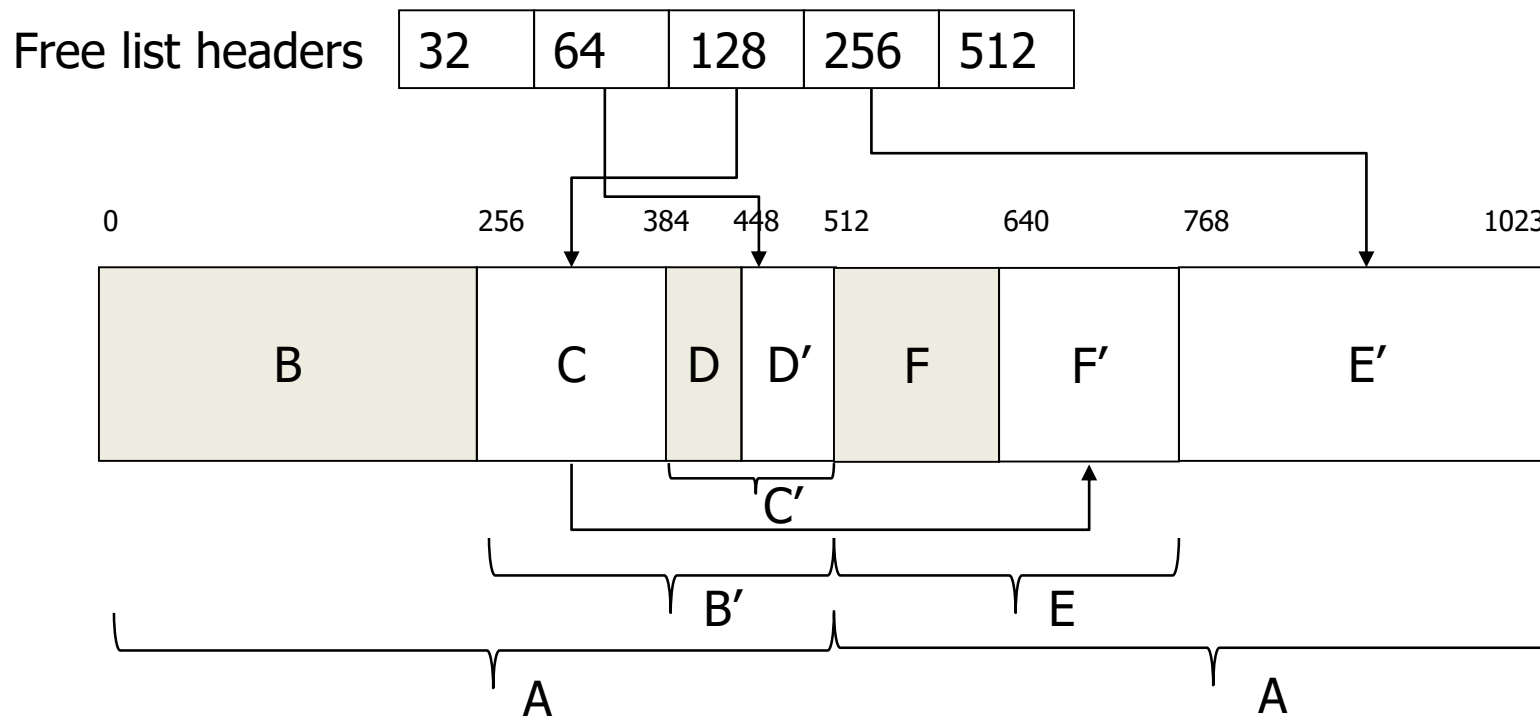 Free list headers 32 64 128 256 512
0 256 384 448 512 640 768 1023
B C D D′ F F′ E′
C′
B′ E
A A